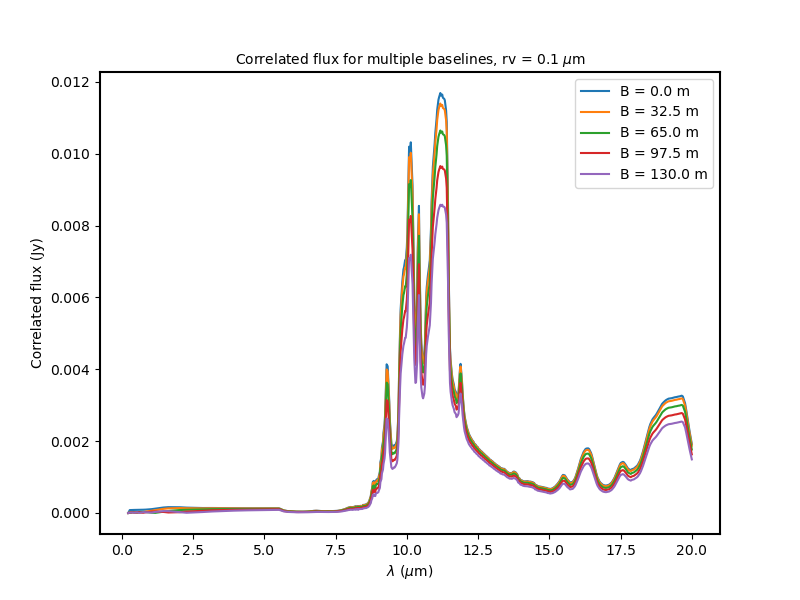 Correlated flux for multiple baselines, rv = 0.1 μm
0.012
0.010
0.008
0.006
0.004
0.002
0.000
Correlated flux (Jy)
B = 0.0 m
B = 32.5 m
B = 65.0 m
B = 97.5 m
B = 130.0 m
0.0 2.5 5.0 7.5 10.0 12.5 15.0 17.5 20.0
λ (μm)